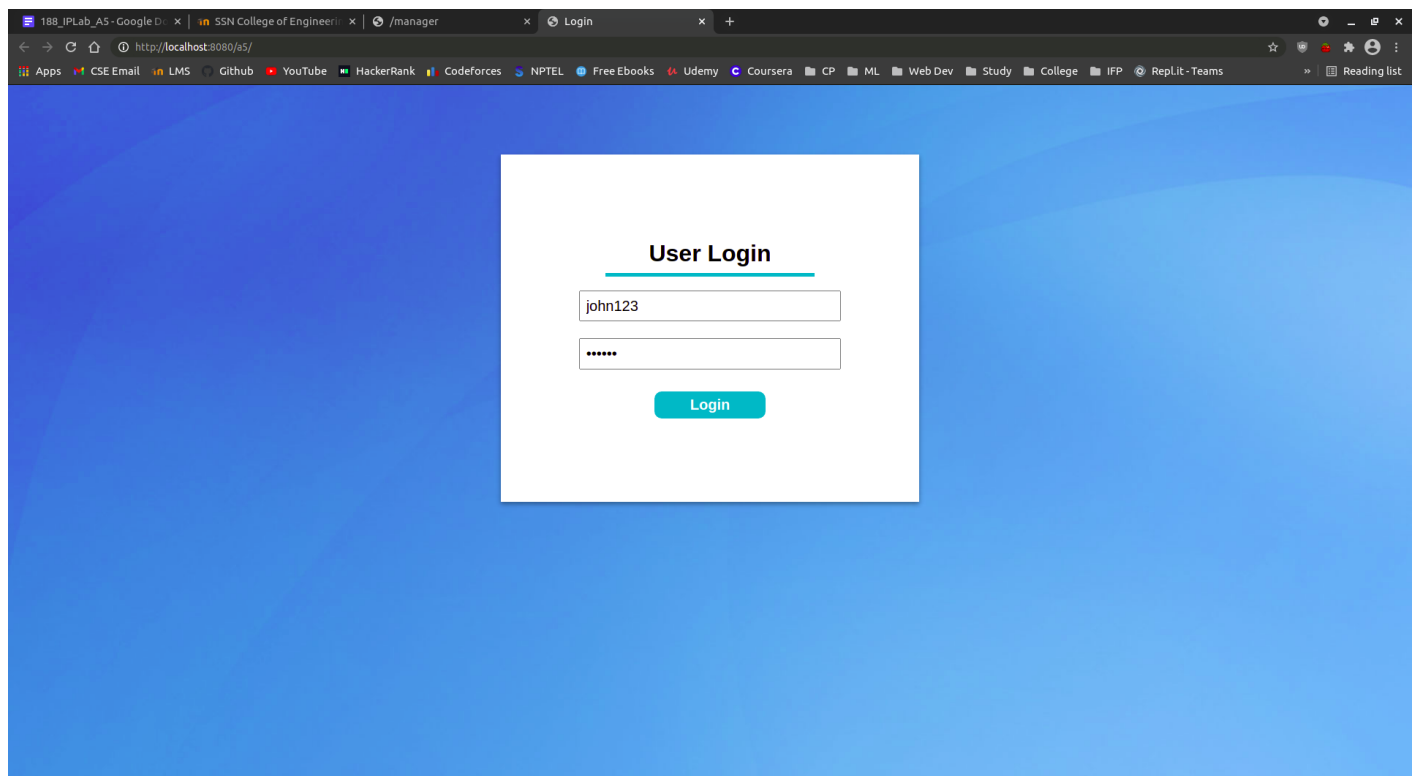 188_IPLab_A5 - Google Do SSN College of Engineerin /manager Login
http://localhost:8080/a5/
Apps CSE Email LMS Github YouTube HackerRank Codeforces NPTEL Free Ebooks Udemy Coursera CP ML Web Dev Study College IFP Repl.it - Teams » Reading list
User Login
john123
••••••
Login